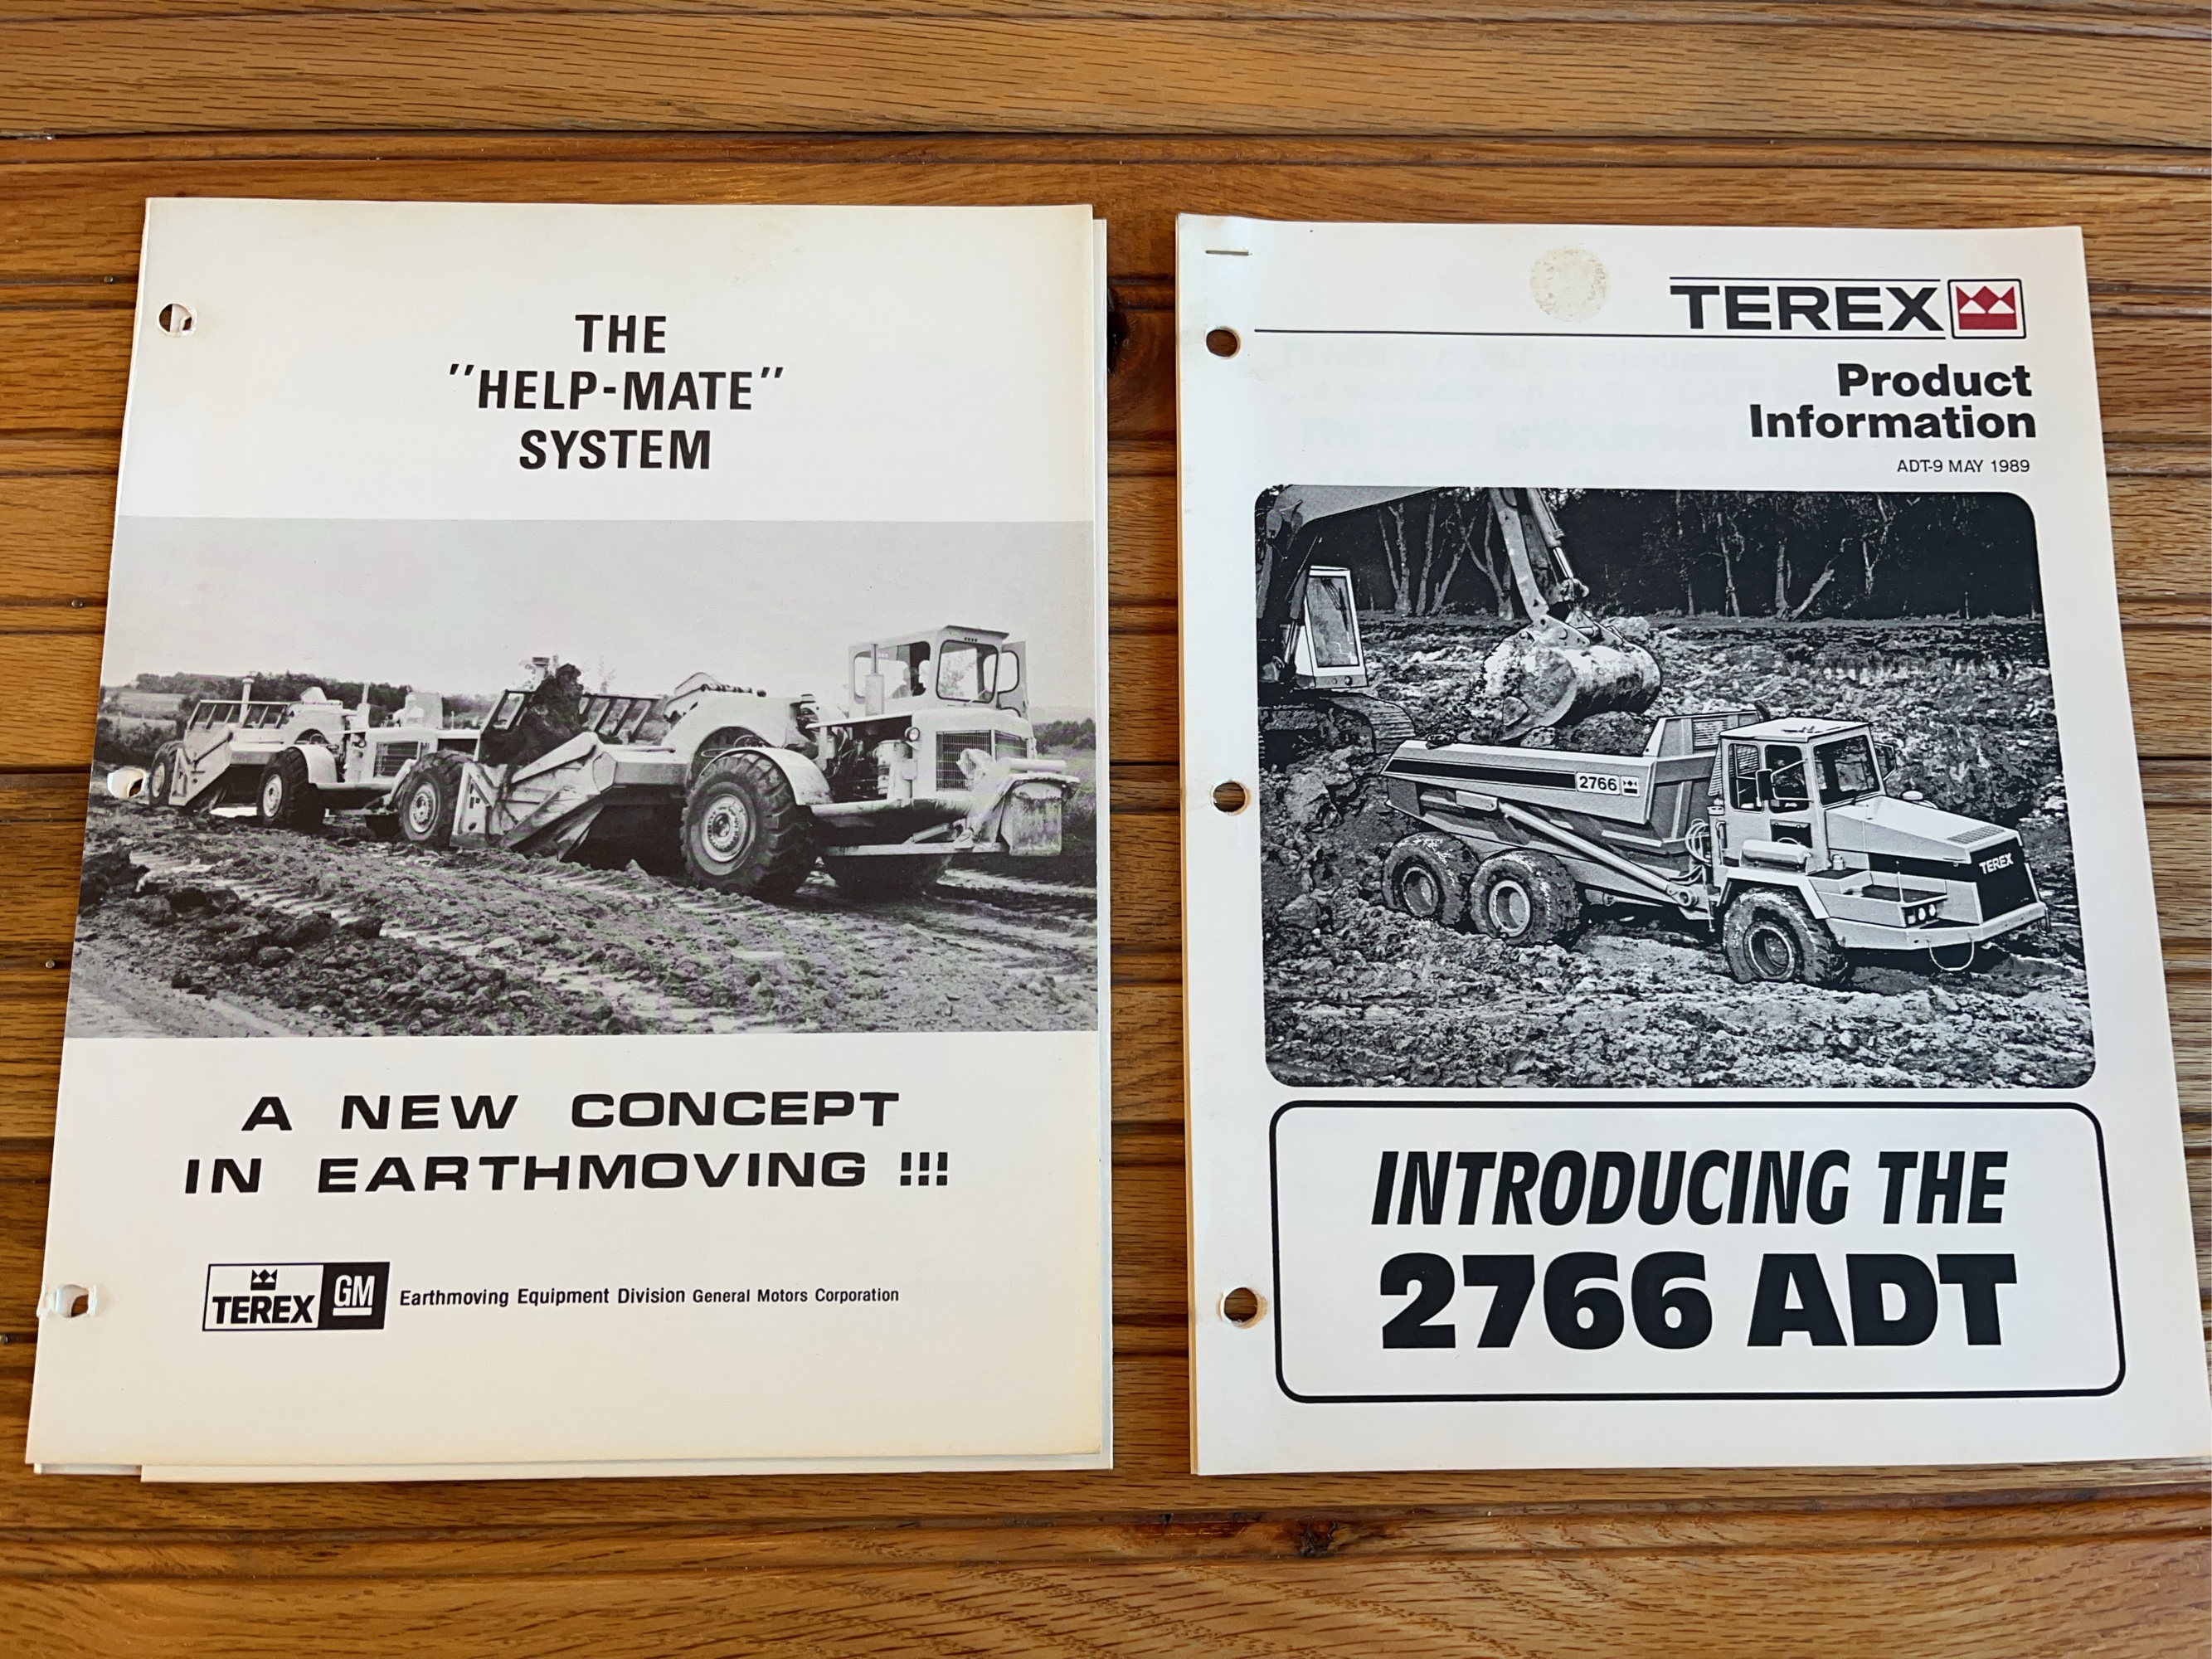 THE
"HELP-MATE"
SYSTEM
A NEW CONCEPT
IN EARTHMOVING !!!
TEREX GM Earthmoving Equipment Division General Motors Corporation
TEREX
Product
Information
ADT-9 MAY 1989
2766
TEREX
INTRODUCING THE
2766 ADT